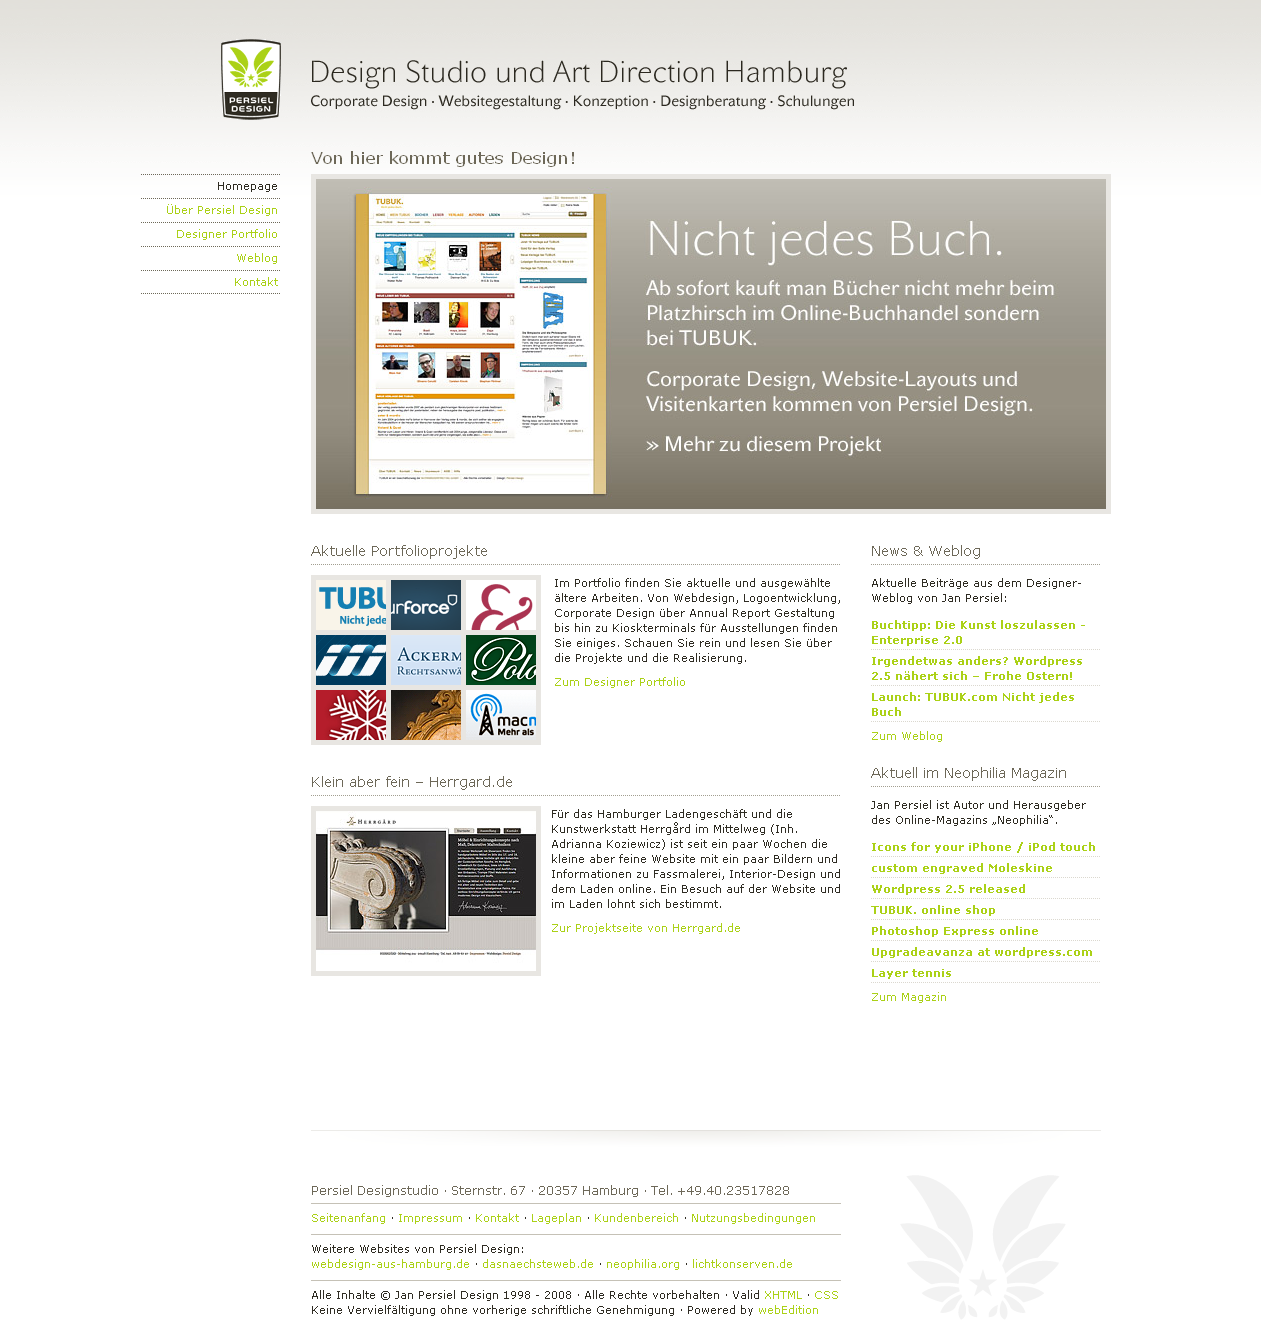 PERSIEL
DESIGN
Design Studio und Art Direction Hamburg
Corporate Design · Websitegestaltung · Konzeption · Designberatung · Schulungen
Von hier kommt gutes Design!
Homepage
Über Persiel Design
Designer Portfolio
Weblog
Kontakt
TUBUK.
Nicht jedes Buch.
Ab sofort kauft man Bücher nicht mehr beim
Platzhirsch im Online-Buchhandel sondern
bei TUBUK.
Corporate Design, Website-Layouts und
Visitenkarten kommen von Persiel Design.
» Mehr zu diesem Projekt
Aktuelle Portfolioprojekte
TUBU
Nicht jede
urforce
&
ACKERM
RECHTSANWÄ
Polo
macn
Mehr als
Im Portfolio finden Sie aktuelle und ausgewählte
ältere Arbeiten. Von Webdesign, Logoentwicklung,
Corporate Design über Annual Report Gestaltung
bis hin zu Kioskterminals für Ausstellungen finden
Sie einiges. Schauen Sie rein und lesen Sie über
die Projekte und die Realisierung.
Zum Designer Portfolio
Klein aber fein – Herrgard.de
HERRGÅRD
Für das Hamburger Ladengeschäft und die
Kunstwerkstatt Herrgård im Mittelweg (Inh.
Adrianna Koziewicz) ist seit ein paar Wochen die
kleine aber feine Website mit ein paar Bildern und
Informationen zu Fassmalerei, Interior-Design und
dem Laden online. Ein Besuch auf der Website und
im Laden lohnt sich bestimmt.
Zur Projektseite von Herrgard.de
News & Weblog
Aktuelle Beiträge aus dem Designer-
Weblog von Jan Persiel:
Buchtipp: Die Kunst loszulassen -
Enterprise 2.0
Irgendetwas anders? Wordpress
2.5 nähert sich – Frohe Ostern!
Launch: TUBUK.com Nicht jedes
Buch
Zum Weblog
Aktuell im Neophilia Magazin
Jan Persiel ist Autor und Herausgeber
des Online-Magazins „Neophilia“.
Icons for your iPhone / iPod touch
custom engraved Moleskine
Wordpress 2.5 released
TUBUK. online shop
Photoshop Express online
Upgradeavanza at wordpress.com
Layer tennis
Zum Magazin
Persiel Designstudio · Sternstr. 67 · 20357 Hamburg · Tel. +49.40.23517828
Seitenanfang · Impressum · Kontakt · Lageplan · Kundenbereich · Nutzungsbedingungen
Weitere Websites von Persiel Design:
webdesign-aus-hamburg.de · dasnaechsteweb.de · neophilia.org · lichtkonserven.de
Alle Inhalte © Jan Persiel Design 1998 - 2008 · Alle Rechte vorbehalten · Valid XHTML · CSS
Keine Vervielfältigung ohne vorherige schriftliche Genehmigung · Powered by webEdition